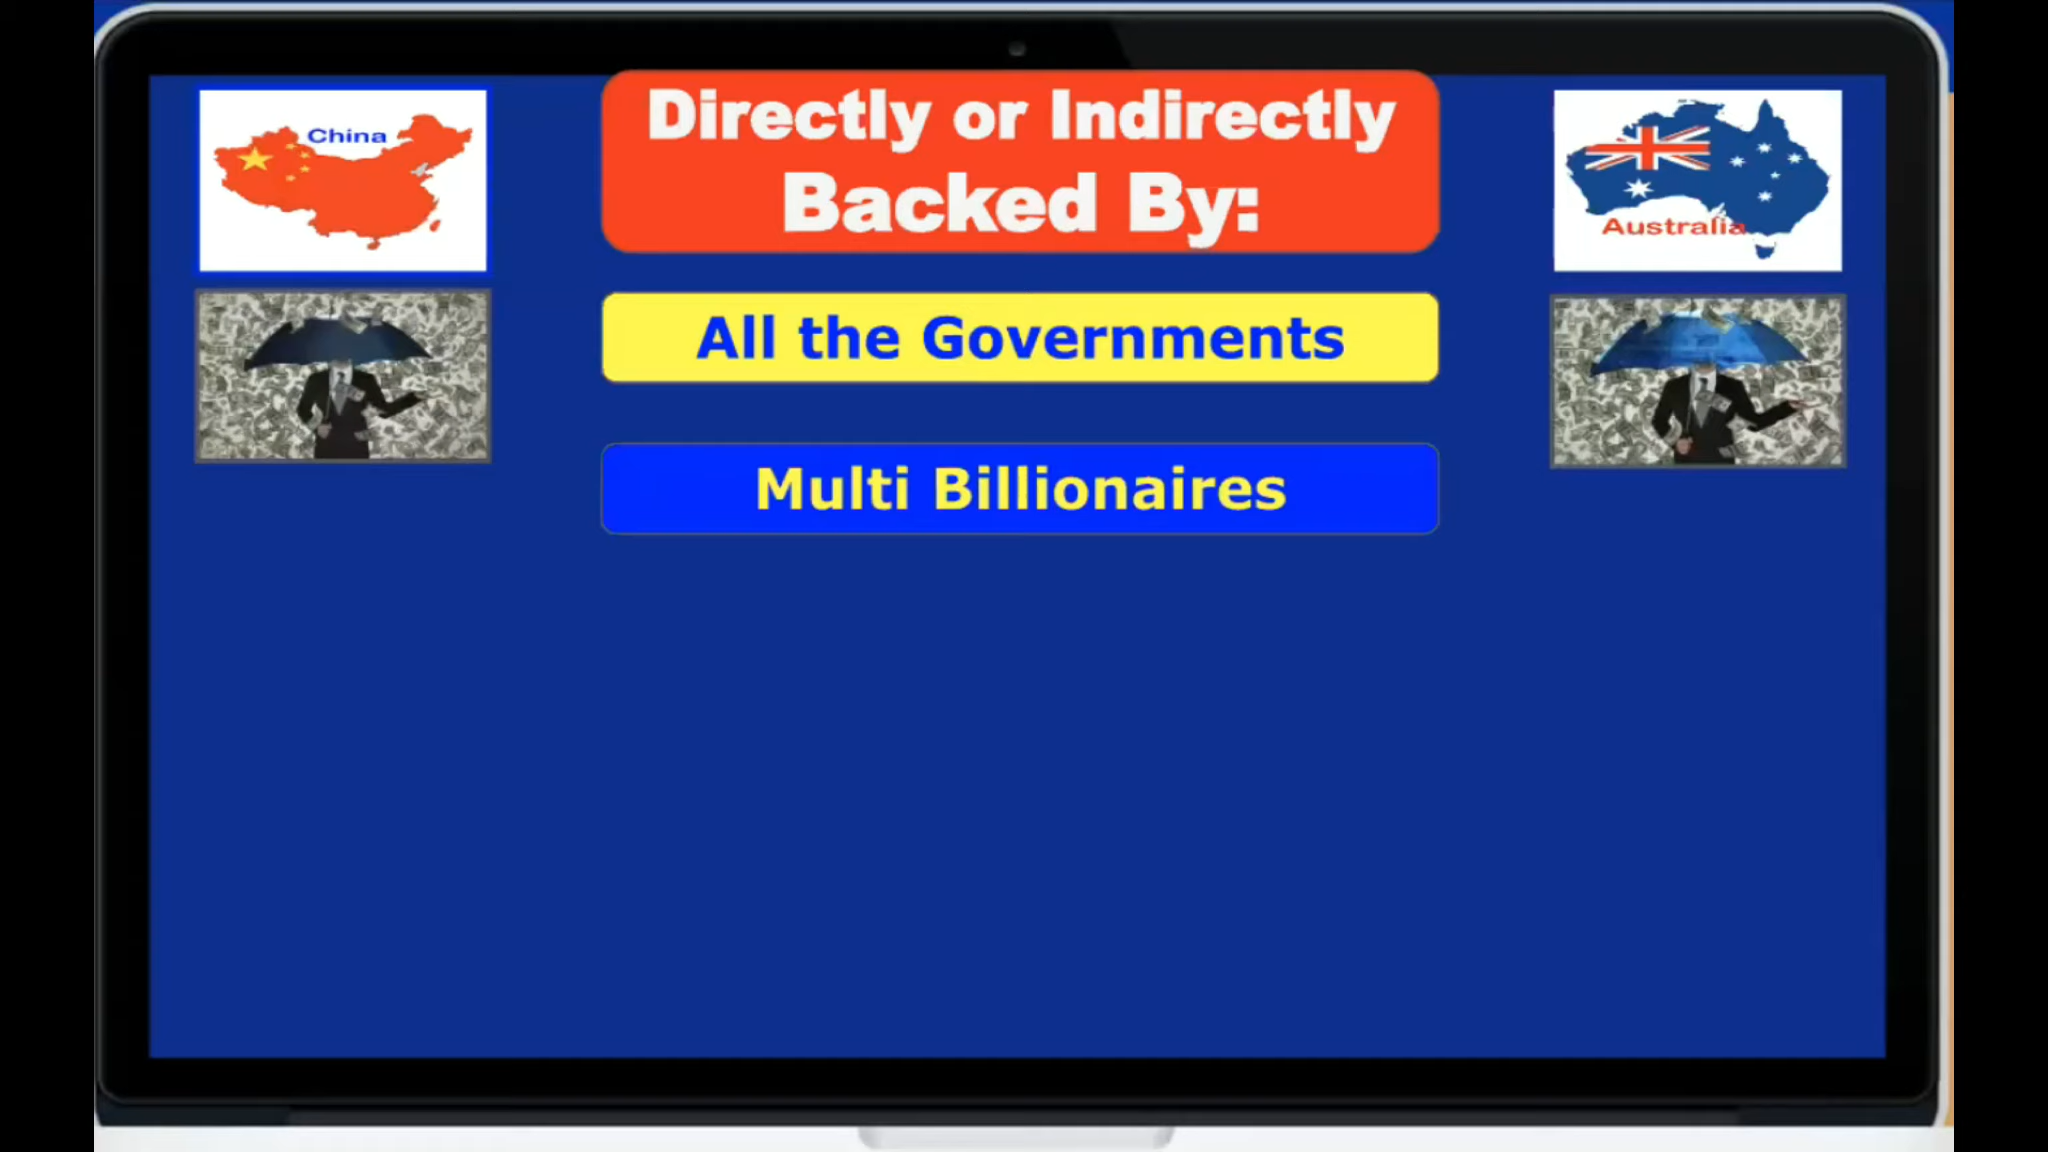 China
Directly or Indirectly
Backed By:
Australia
All the Governments
Multi Billionaires